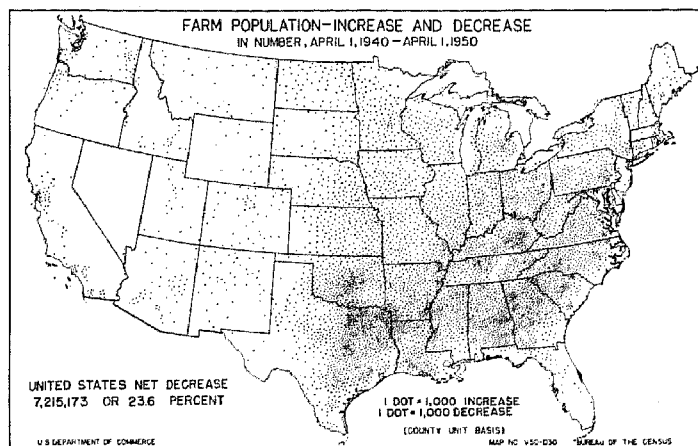 FARM POPULATION—INCREASE AND DECREASE
IN NUMBER, APRIL 1, 1940 — APRIL 1, 1950
UNITED STATES NET DECREASE
7,215,173 OR 23.6 PERCENT
1 DOT = 1,000 INCREASE
1 DOT = 1,000 DECREASE
(COUNTY UNIT BASIS)
U S DEPARTMENT OF COMMERCE
MAP NO
BUREAU OF THE CENSUS